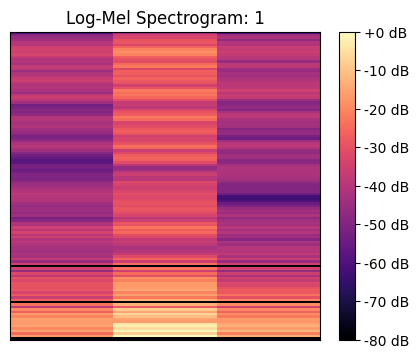 Log-Mel Spectrogram: 1
+0 dB
-10 dB
-20 dB
-30 dB
-40 dB
-50 dB
-60 dB
-70 dB
-80 dB